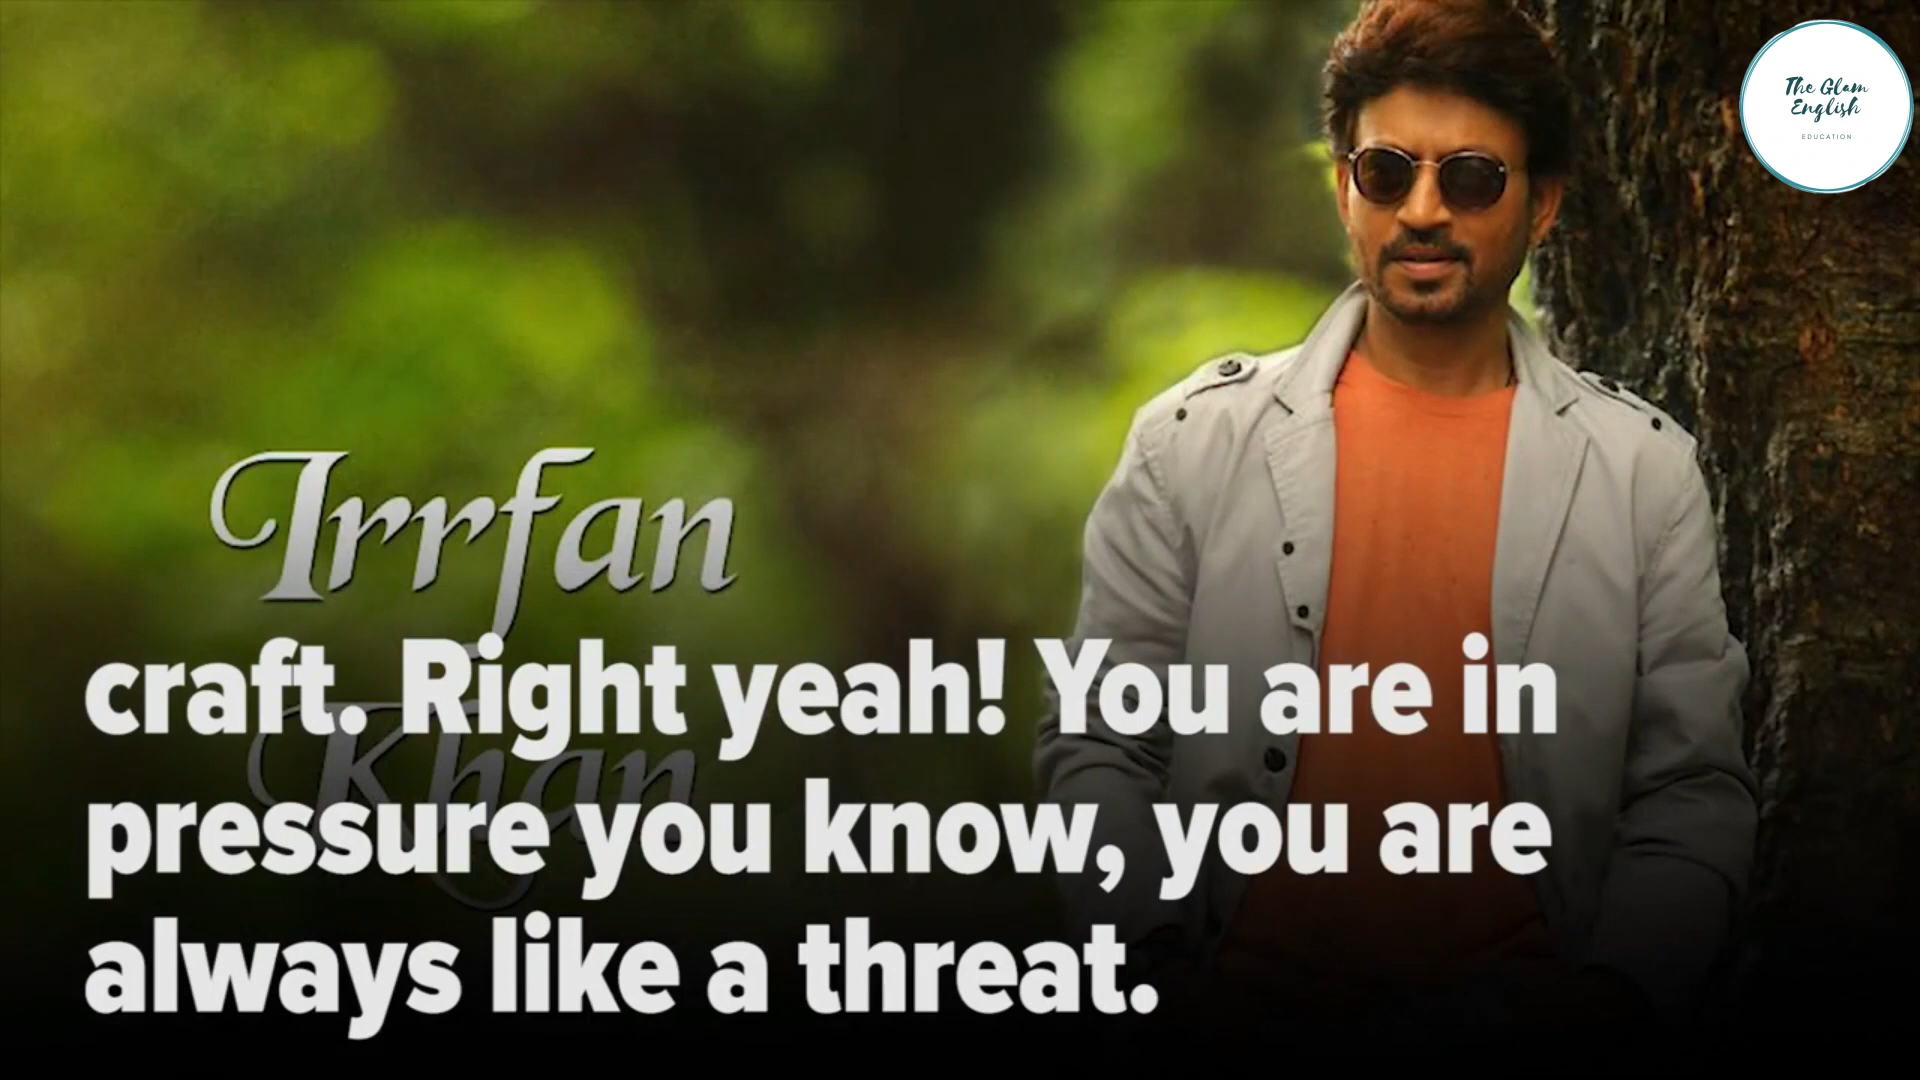 The Glam
English
EDUCATION
Irrfan
Khan
craft. Right yeah! You are in
pressure you know, you are
always like a threat.